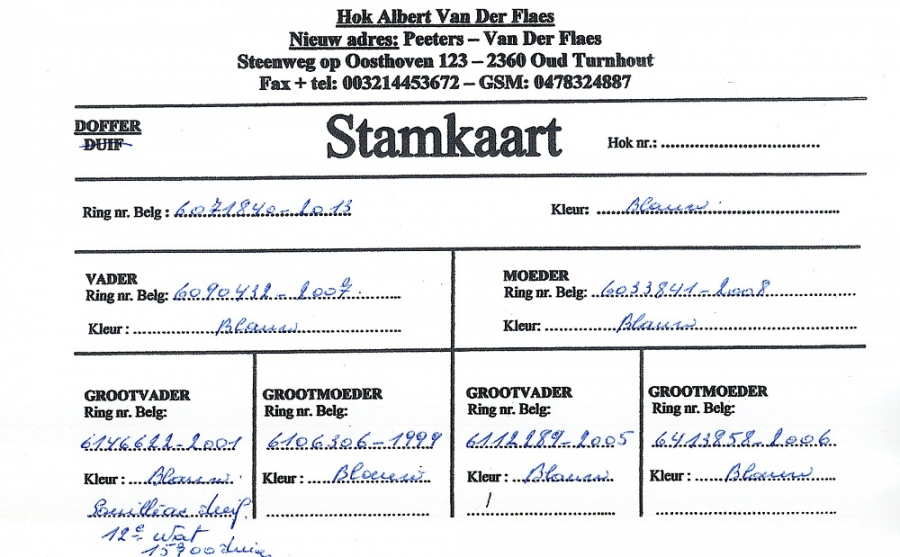 Hok Albert Van Der Flaes
Nieuw adres: Peeters – Van Der Flaes
Steenweg op Oosthoven 123 – 2360 Oud Turnhout
Fax + tel: 003214453672 – GSM: 0478324887
DOFFER
DUIF
Stamkaart
Hok nr.:
Ring nr. Belg : 6071840-2013
Kleur: Blauw
VADER
Ring nr. Belg: 6090432-2007
Kleur : Blauw
MOEDER
Ring nr. Belg: 6033841-2008
Kleur: Blauw
GROOTVADER
Ring nr. Belg:
6146622-2001
Kleur : Blauw
duif
12e Nat
15900 duiven
GROOTMOEDER
Ring nr. Belg:
6106306-1999
Kleur : Blauw
GROOTVADER
Ring nr. Belg:
6112289-2005
Kleur : Blauw
/
GROOTMOEDER
Ring nr. Belg:
6413858-2006
Kleur : Blauw